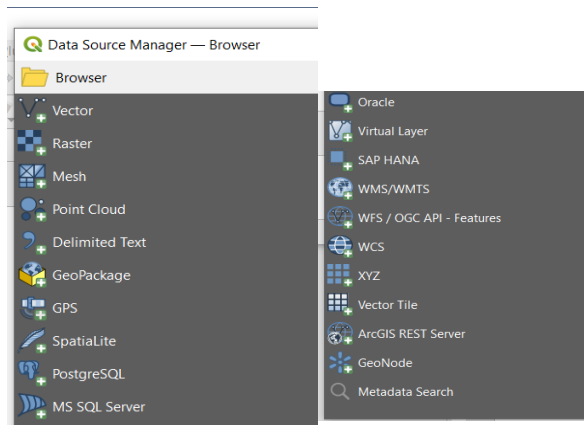 Data Source Manager — Browser
Browser
Vector
Raster
Mesh
Point Cloud
Delimited Text
GeoPackage
GPS
SpatiaLite
PostgreSQL
MS SQL Server
Oracle
Virtual Layer
SAP HANA
WMS/WMTS
WFS / OGC API - Features
WCS
XYZ
Vector Tile
ArcGIS REST Server
GeoNode
Metadata Search